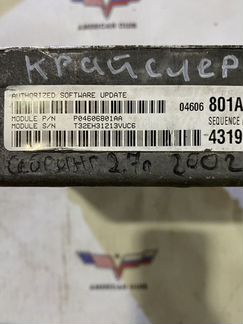 Крайслер
AUTHORIZED SOFTWARE UPDATE
04606 801A
MODULE P/N P04606801AA
SEQUENCE
MODULE S/N T32EH31213VUC6
4319
Себринг 2.7л 2002